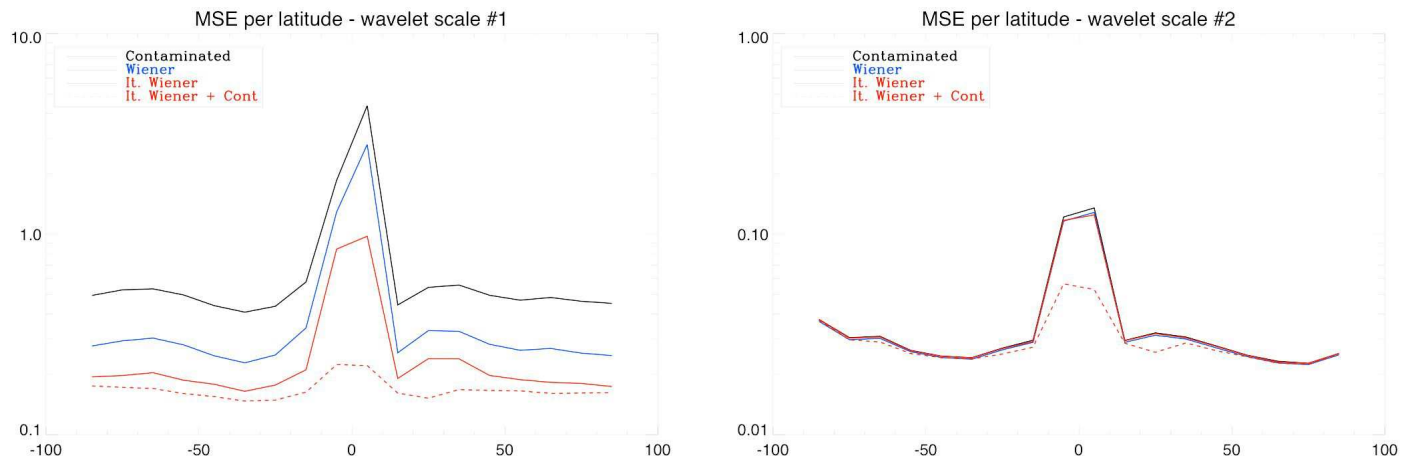 MSE per latitude - wavelet scale #1
10.0
Contaminated
Wiener
It. Wiener
It. Wiener + Cont
1.0
0.1
-100
-50
0
50
100
MSE per latitude - wavelet scale #2
1.00
Contaminated
Wiener
It. Wiener
It. Wiener + Cont
0.10
0.01
-100
-50
0
50
100